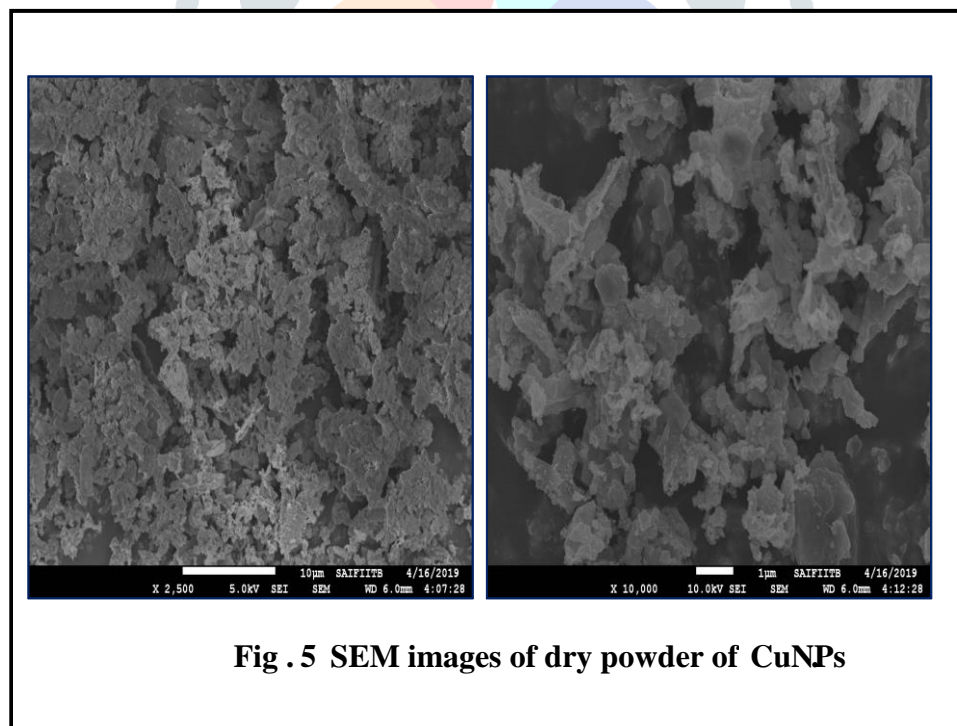 10µm SAIFIITB 4/16/2019
X 2,500 5.0kV SEI SEM WD 6.0mm 4:07:28
1µm SAIFIITB 4/16/2019
X 10,000 10.0kV SEI SEM WD 6.0mm 4:12:28
Fig . 5 SEM images of dry powder of CuN.Ps